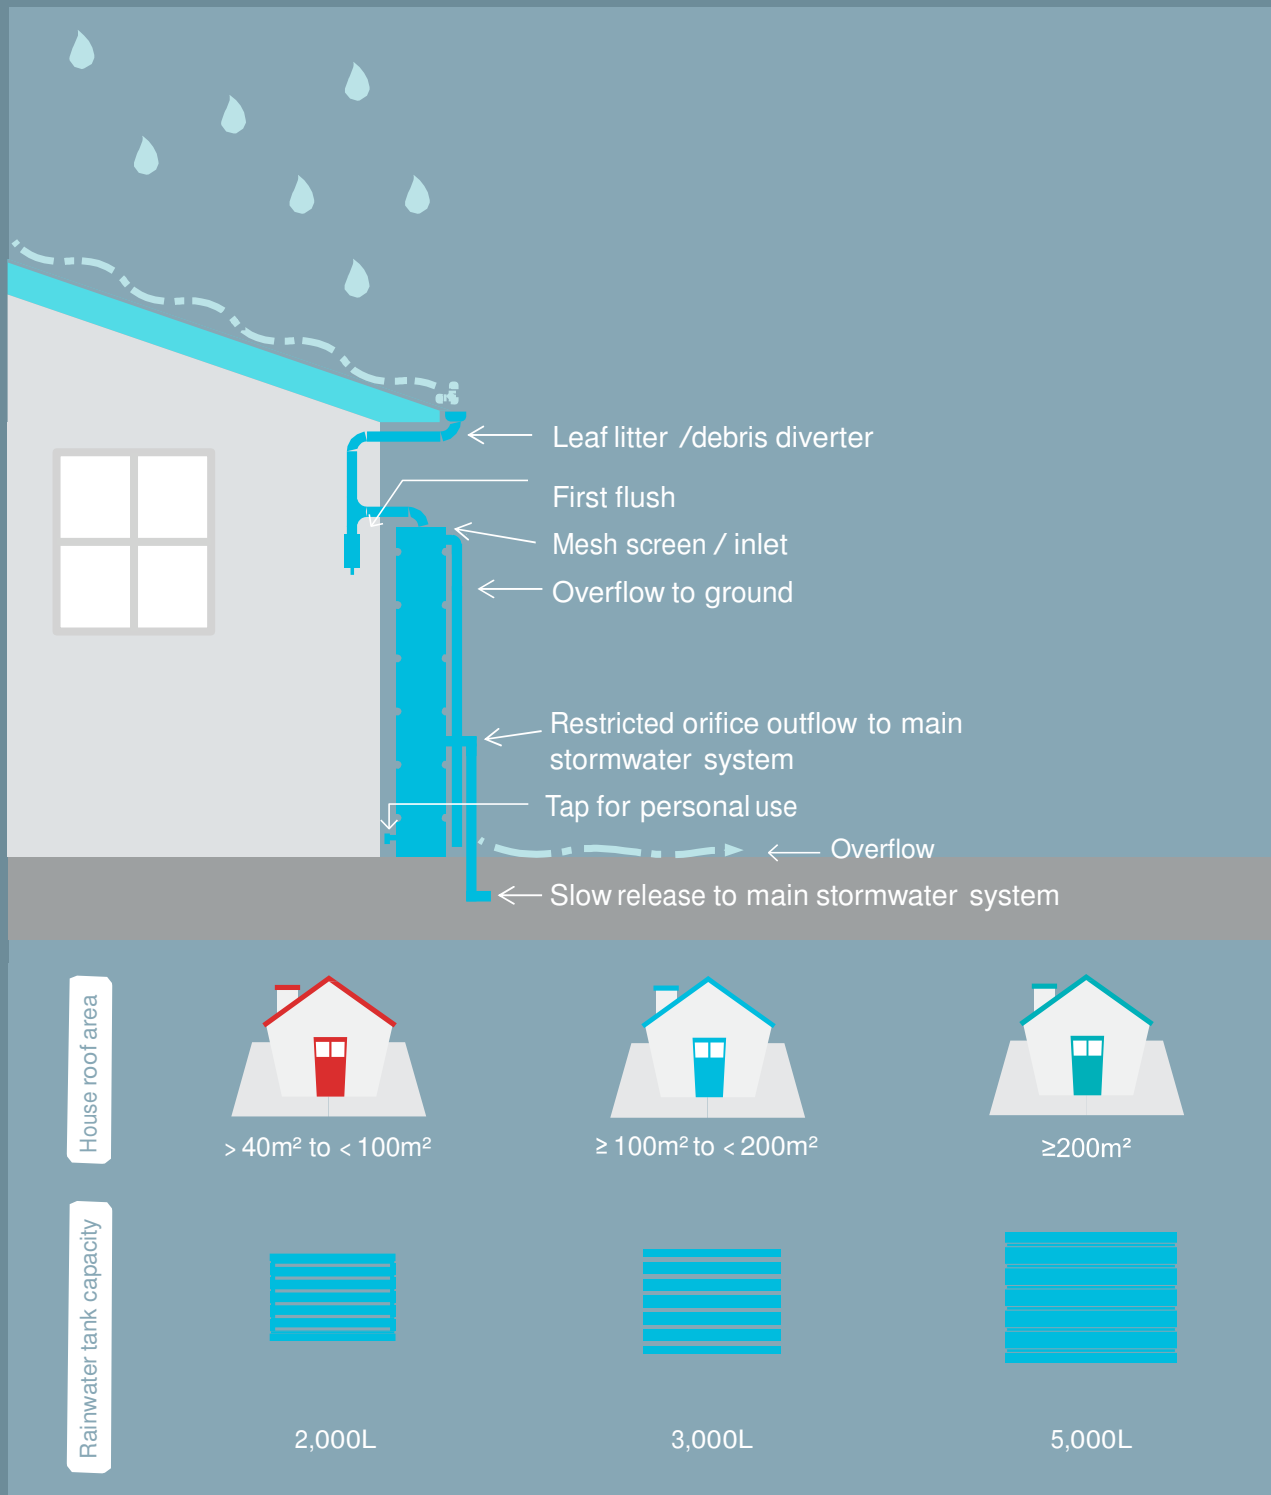 Leaf litter /debris diverter
First flush
Mesh screen / inlet
Overflow to ground
Restricted orifice outflow to main
stormwater system
Tap for personal use
Overflow
Slow release to main stormwater system
House roof area
> 40m² to < 100m²
≥ 100m² to < 200m²
≥200m²
Rainwater tank capacity
2,000L
3,000L
5,000L